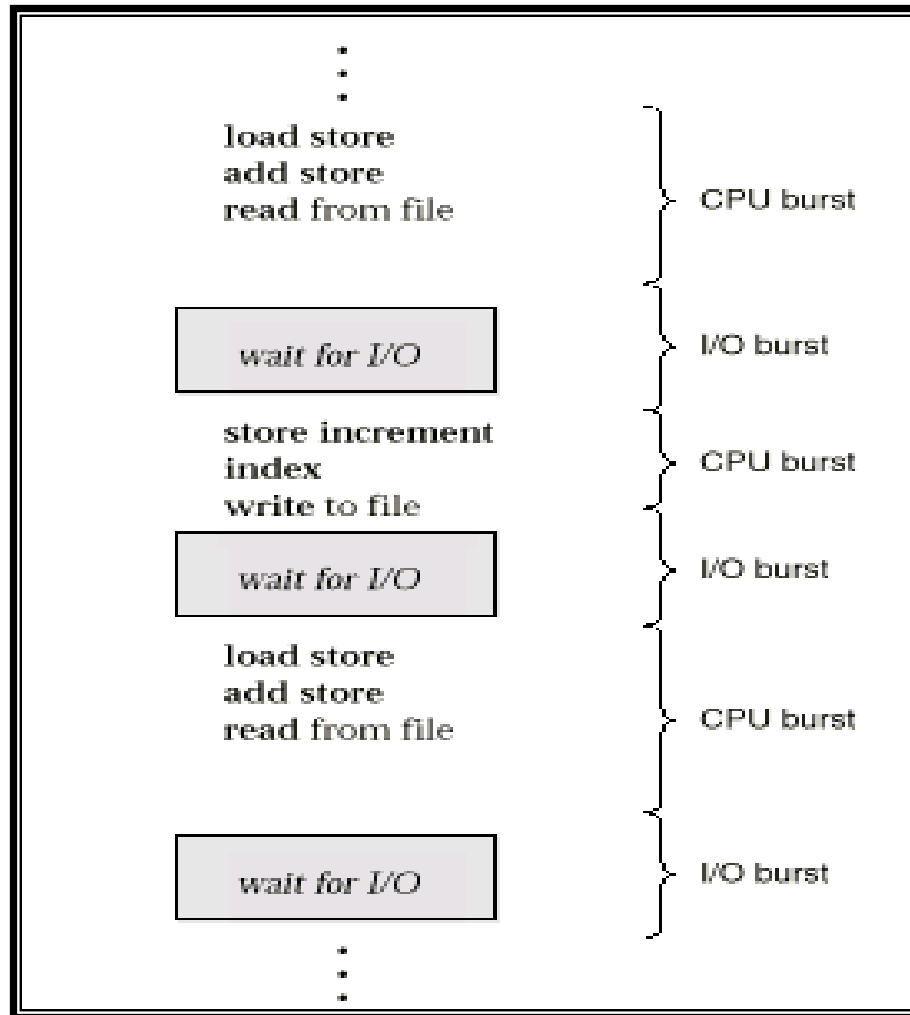 load store
add store
read from file
CPU burst
wait for I/O
I/O burst
store increment
index
write to file
CPU burst
wait for I/O
I/O burst
load store
add store
read from file
CPU burst
wait for I/O
I/O burst